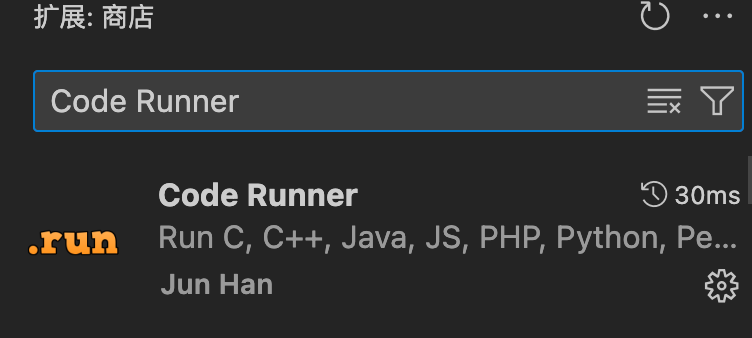 扩展: 商店
Code Runner
Code Runner 30ms
.run
Run C, C++, Java, JS, PHP, Python, Pe...
Jun Han